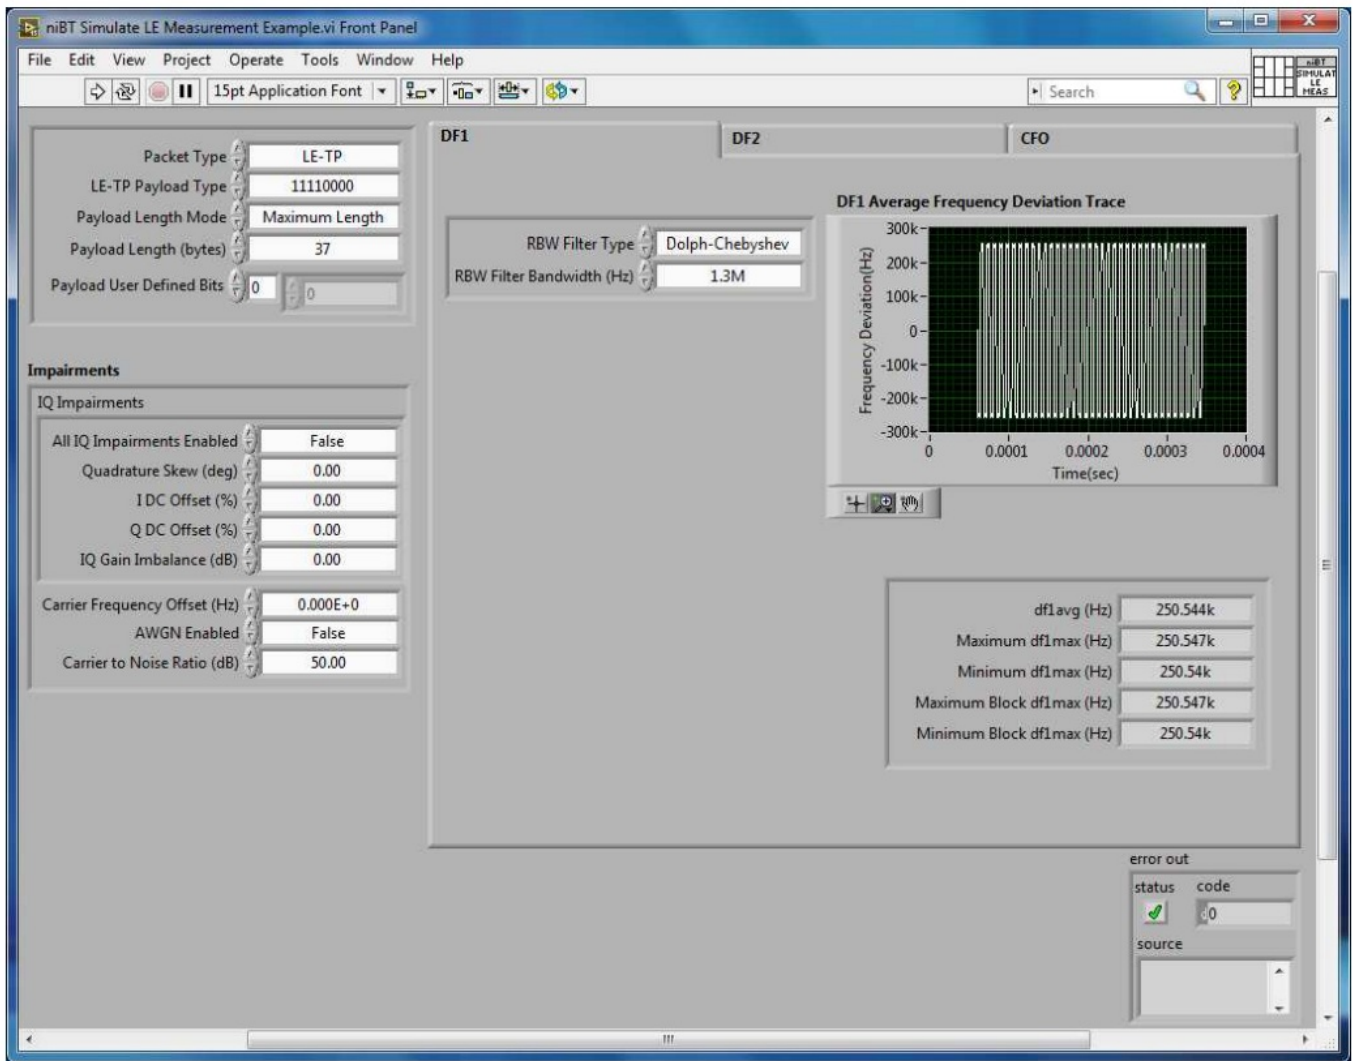 niBT Simulate LE Measurement Example.vi Front Panel
File Edit View Project Operate Tools Window Help
15pt Application Font
Search
niBT
SIMULAT
LE
MEAS
Packet Type LE-TP
LE-TP Payload Type 11110000
Payload Length Mode Maximum Length
Payload Length (bytes) 37
Payload User Defined Bits 0 0
Impairments
IQ Impairments
All IQ Impairments Enabled False
Quadrature Skew (deg) 0.00
I DC Offset (%) 0.00
Q DC Offset (%) 0.00
IQ Gain Imbalance (dB) 0.00
Carrier Frequency Offset (Hz) 0.000E+0
AWGN Enabled False
Carrier to Noise Ratio (dB) 50.00
DF1 DF2 CFO
RBW Filter Type Dolph-Chebyshev
RBW Filter Bandwidth (Hz) 1.3M
DF1 Average Frequency Deviation Trace
Frequency Deviation(Hz)
300k
200k
100k
0
-100k
-200k
-300k
0 0.0001 0.0002 0.0003 0.0004
Time(sec)
df1avg (Hz) 250.544k
Maximum df1max (Hz) 250.547k
Minimum df1max (Hz) 250.54k
Maximum Block df1max (Hz) 250.547k
Minimum Block df1max (Hz) 250.54k
error out
status code
0
source